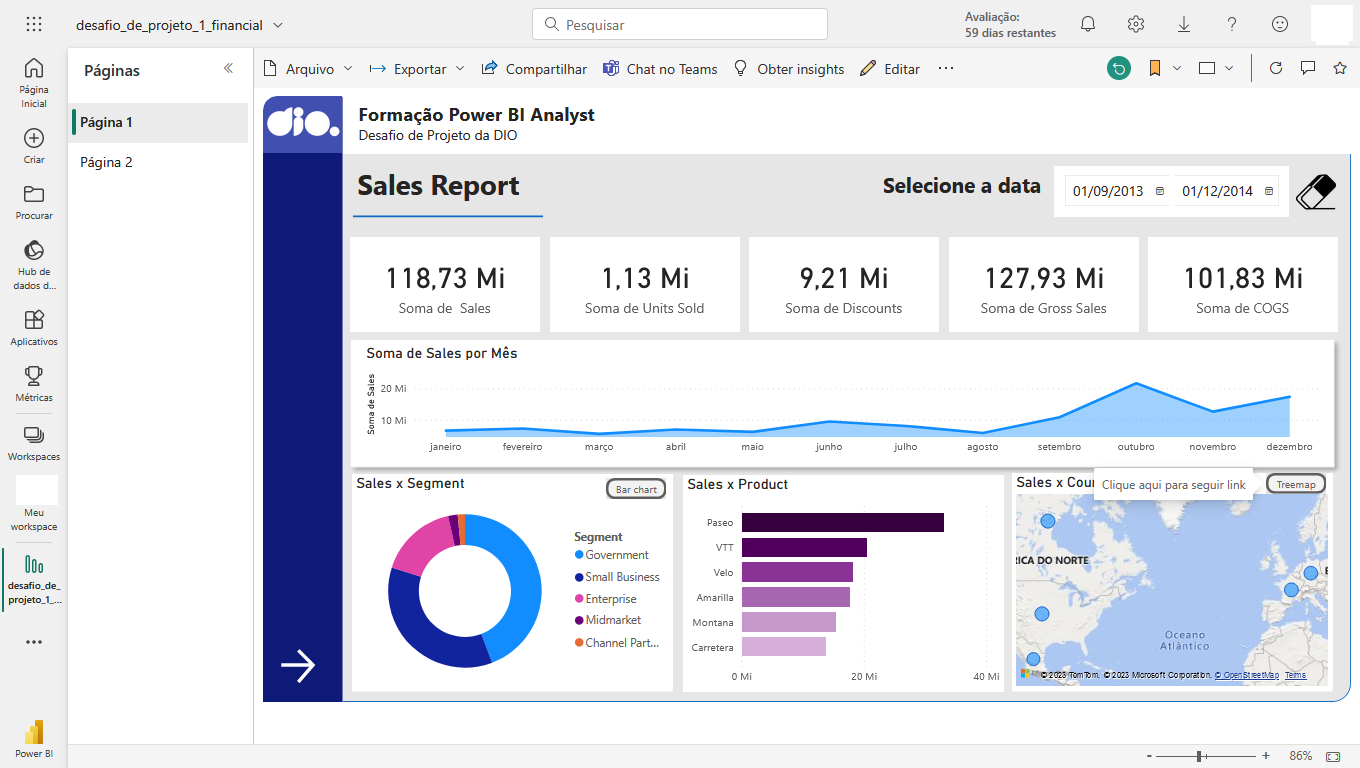 desafio_de_projeto_1_financial
Pesquisar
Avaliação:
59 dias restantes
Página
Inicial
Criar
Procurar
Hub de
dados d...
Aplicativos
Métricas
Workspaces
Meu
workspace
desafio_de_
projeto_1_...
Power BI
Páginas
Página 1
Página 2
Arquivo
Exportar
Compartilhar
Chat no Teams
Obter insights
Editar
dio.
Formação Power BI Analyst
Desafio de Projeto da DIO
Sales Report
Selecione a data
01/09/2013
01/12/2014
118,73 Mi
Soma de Sales
1,13 Mi
Soma de Units Sold
9,21 Mi
Soma de Discounts
127,93 Mi
Soma de Gross Sales
101,83 Mi
Soma de COGS
Soma de Sales por Mês
Soma de Sales
20 Mi
10 Mi
janeiro fevereiro março abril maio junho julho agosto setembro outubro novembro dezembro
Sales x Segment
Bar chart
Segment
Government
Small Business
Enterprise
Midmarket
Channel Part...
Sales x Product
Paseo
VTT
Velo
Amarilla
Montana
Carretera
0 Mi 20 Mi 40 Mi
Sales x Cou
Clique aqui para seguir link
Treemap
RICA DO NORTE
E
Oceano
Atlântico
© 2023 TomTom, © 2023 Microsoft Corporation, © OpenStreetMap Terms
- + 86%